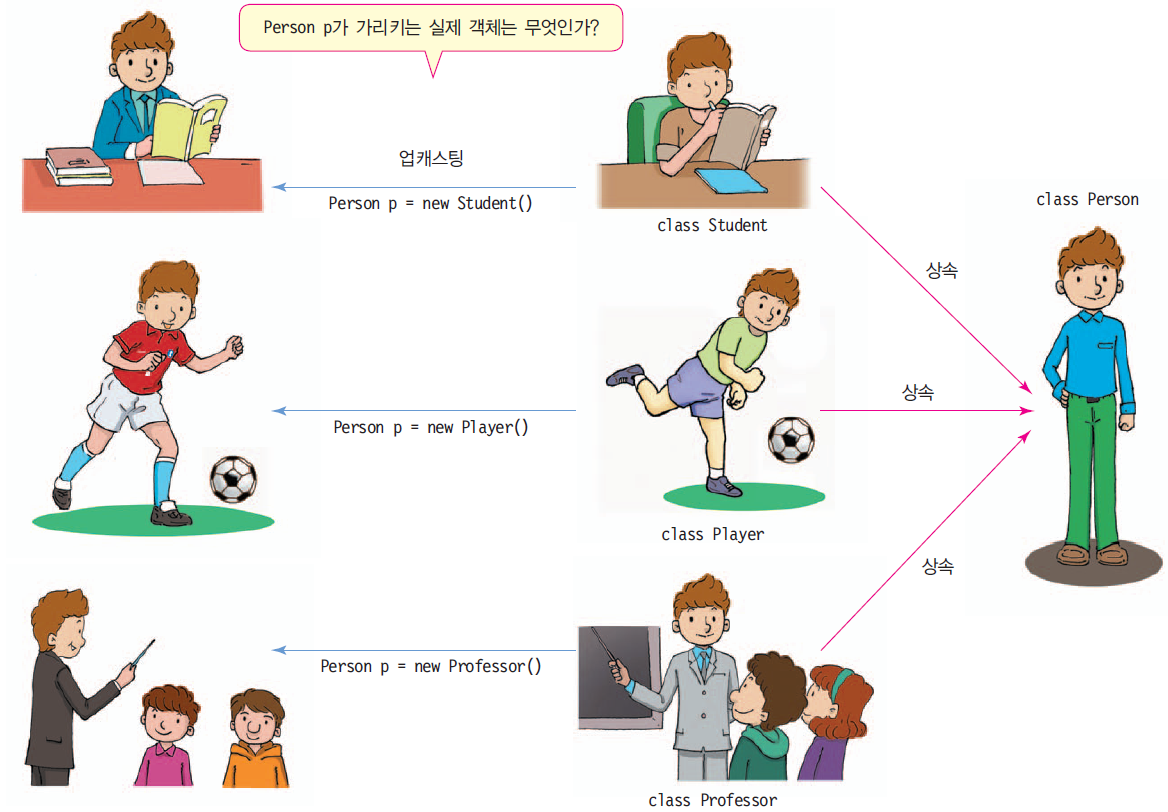 Person p가 가리키는 실제 객체는 무엇인가?
업캐스팅
Person p = new Student()
class Student
class Person
상속
상속
Person p = new Player()
class Player
상속
Person p = new Professor()
class Professor